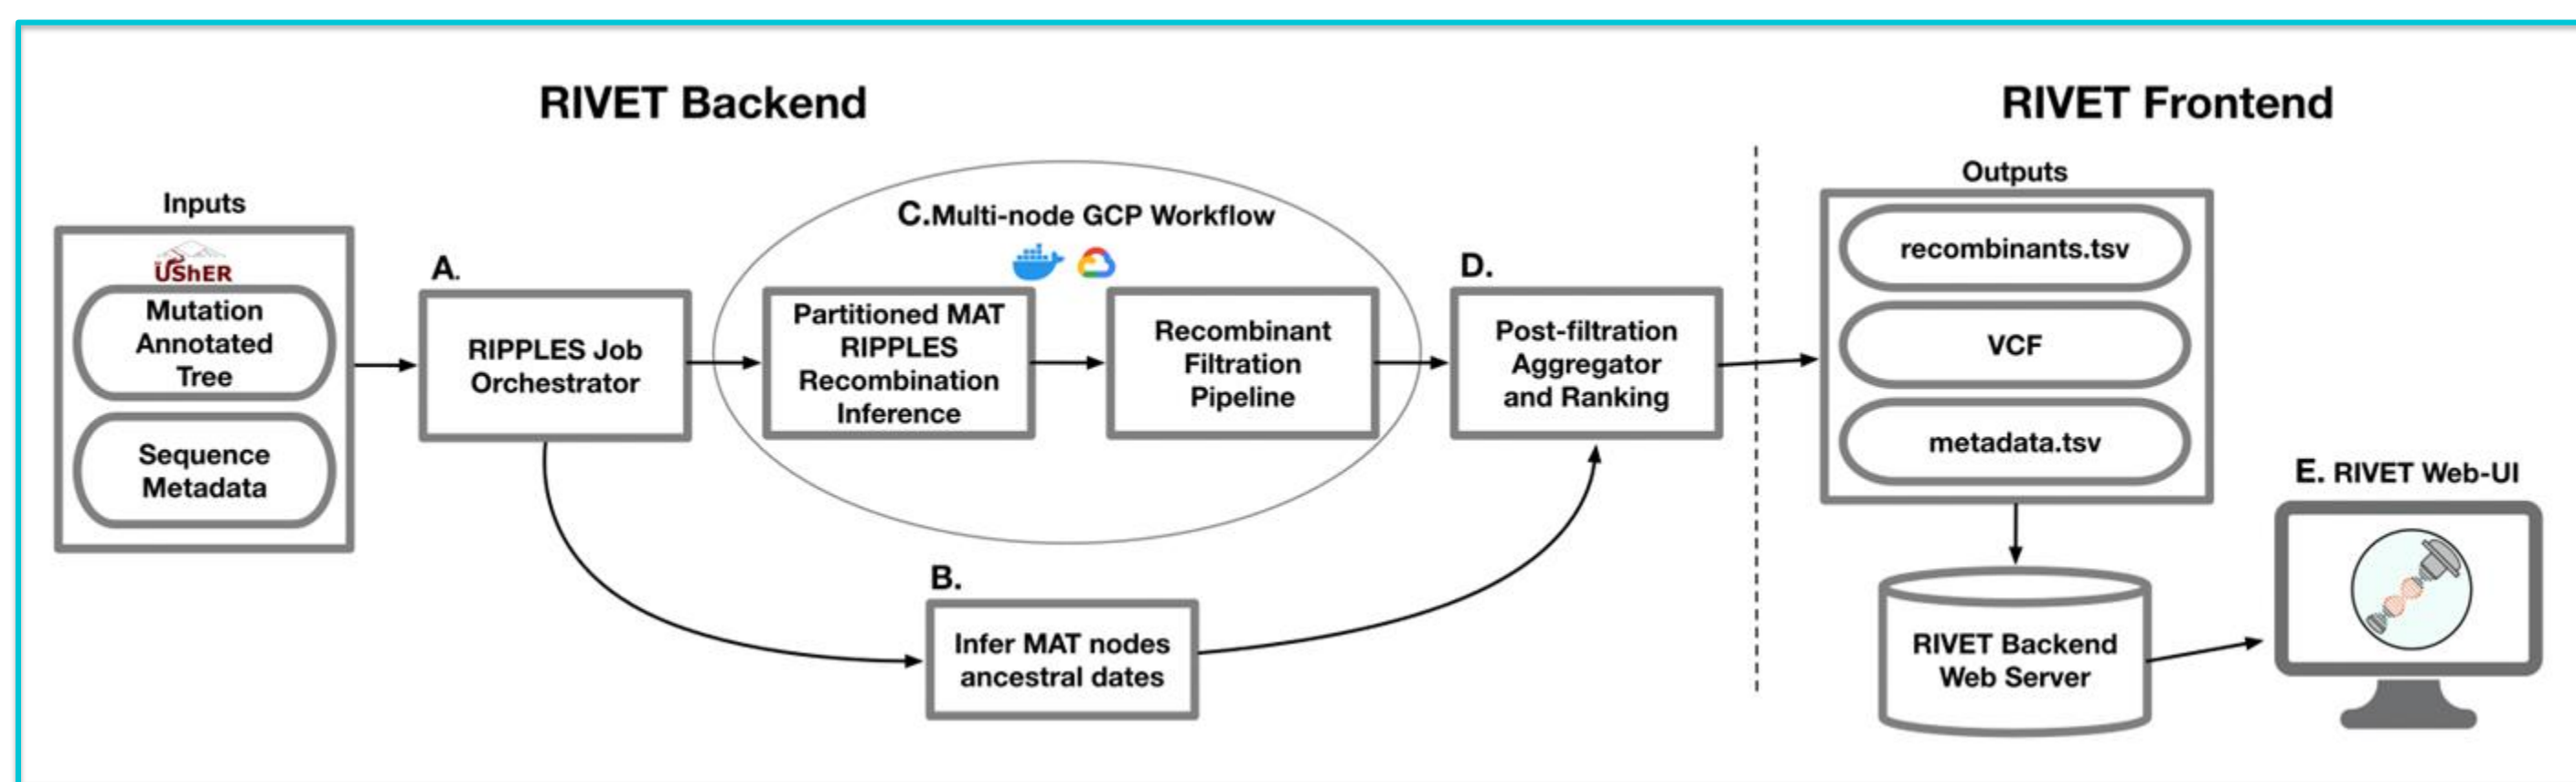 RIVET Backend
RIVET Frontend
Inputs
UShER
Mutation
Annotated
Tree
Sequence
Metadata
A.
RIPPLES Job
Orchestrator
C.Multi-node GCP Workflow
Partitioned MAT
RIPPLES
Recombination
Inference
Recombinant
Filtration
Pipeline
B.
Infer MAT nodes
ancestral dates
D.
Post-filtration
Aggregator
and Ranking
Outputs
recombinants.tsv
VCF
metadata.tsv
RIVET Backend
Web Server
E. RIVET Web-UI